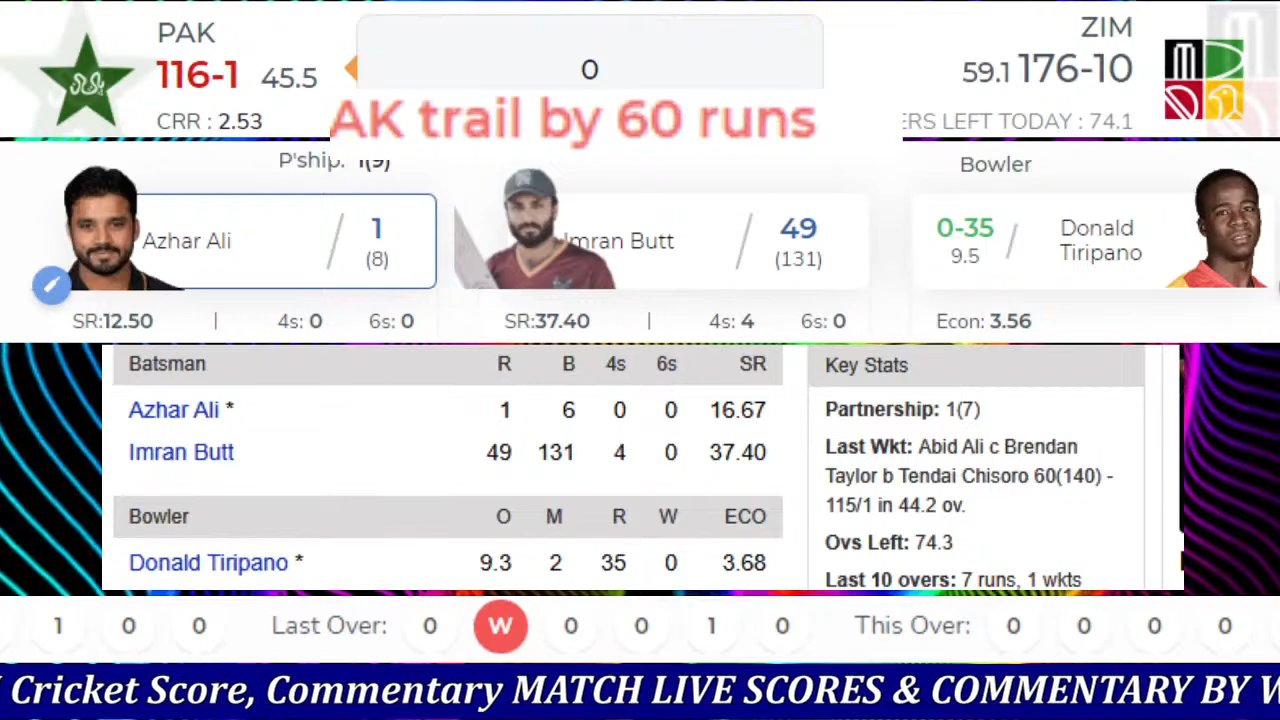 PAK
116-1 45.5
CRR : 2.53
0
AK trail by 60 runs
ZIM
59.1 176-10
ERS LEFT TODAY : 74.1
P'ship: 1(9)
Azhar Ali / 1 (8)
SR:12.50 | 4s: 0 6s: 0
Imran Butt / 49 (131)
SR:37.40 | 4s: 4 6s: 0
Bowler
0-35 / 9.5
Donald Tiripano
Econ: 3.56
Batsman R B 4s 6s SR
Azhar Ali * 1 6 0 0 16.67
Imran Butt 49 131 4 0 37.40
Bowler O M R W ECO
Donald Tiripano * 9.3 2 35 0 3.68
Key Stats
Partnership: 1(7)
Last Wkt: Abid Ali c Brendan
Taylor b Tendai Chisoro 60(140) -
115/1 in 44.2 ov.
Ovs Left: 74.3
Last 10 overs: 7 runs, 1 wkts
1 0 0 Last Over: 0 W 0 0 1 0 This Over: 0 0 0 0
Cricket Score, Commentary MATCH LIVE SCORES & COMMENTARY BY W